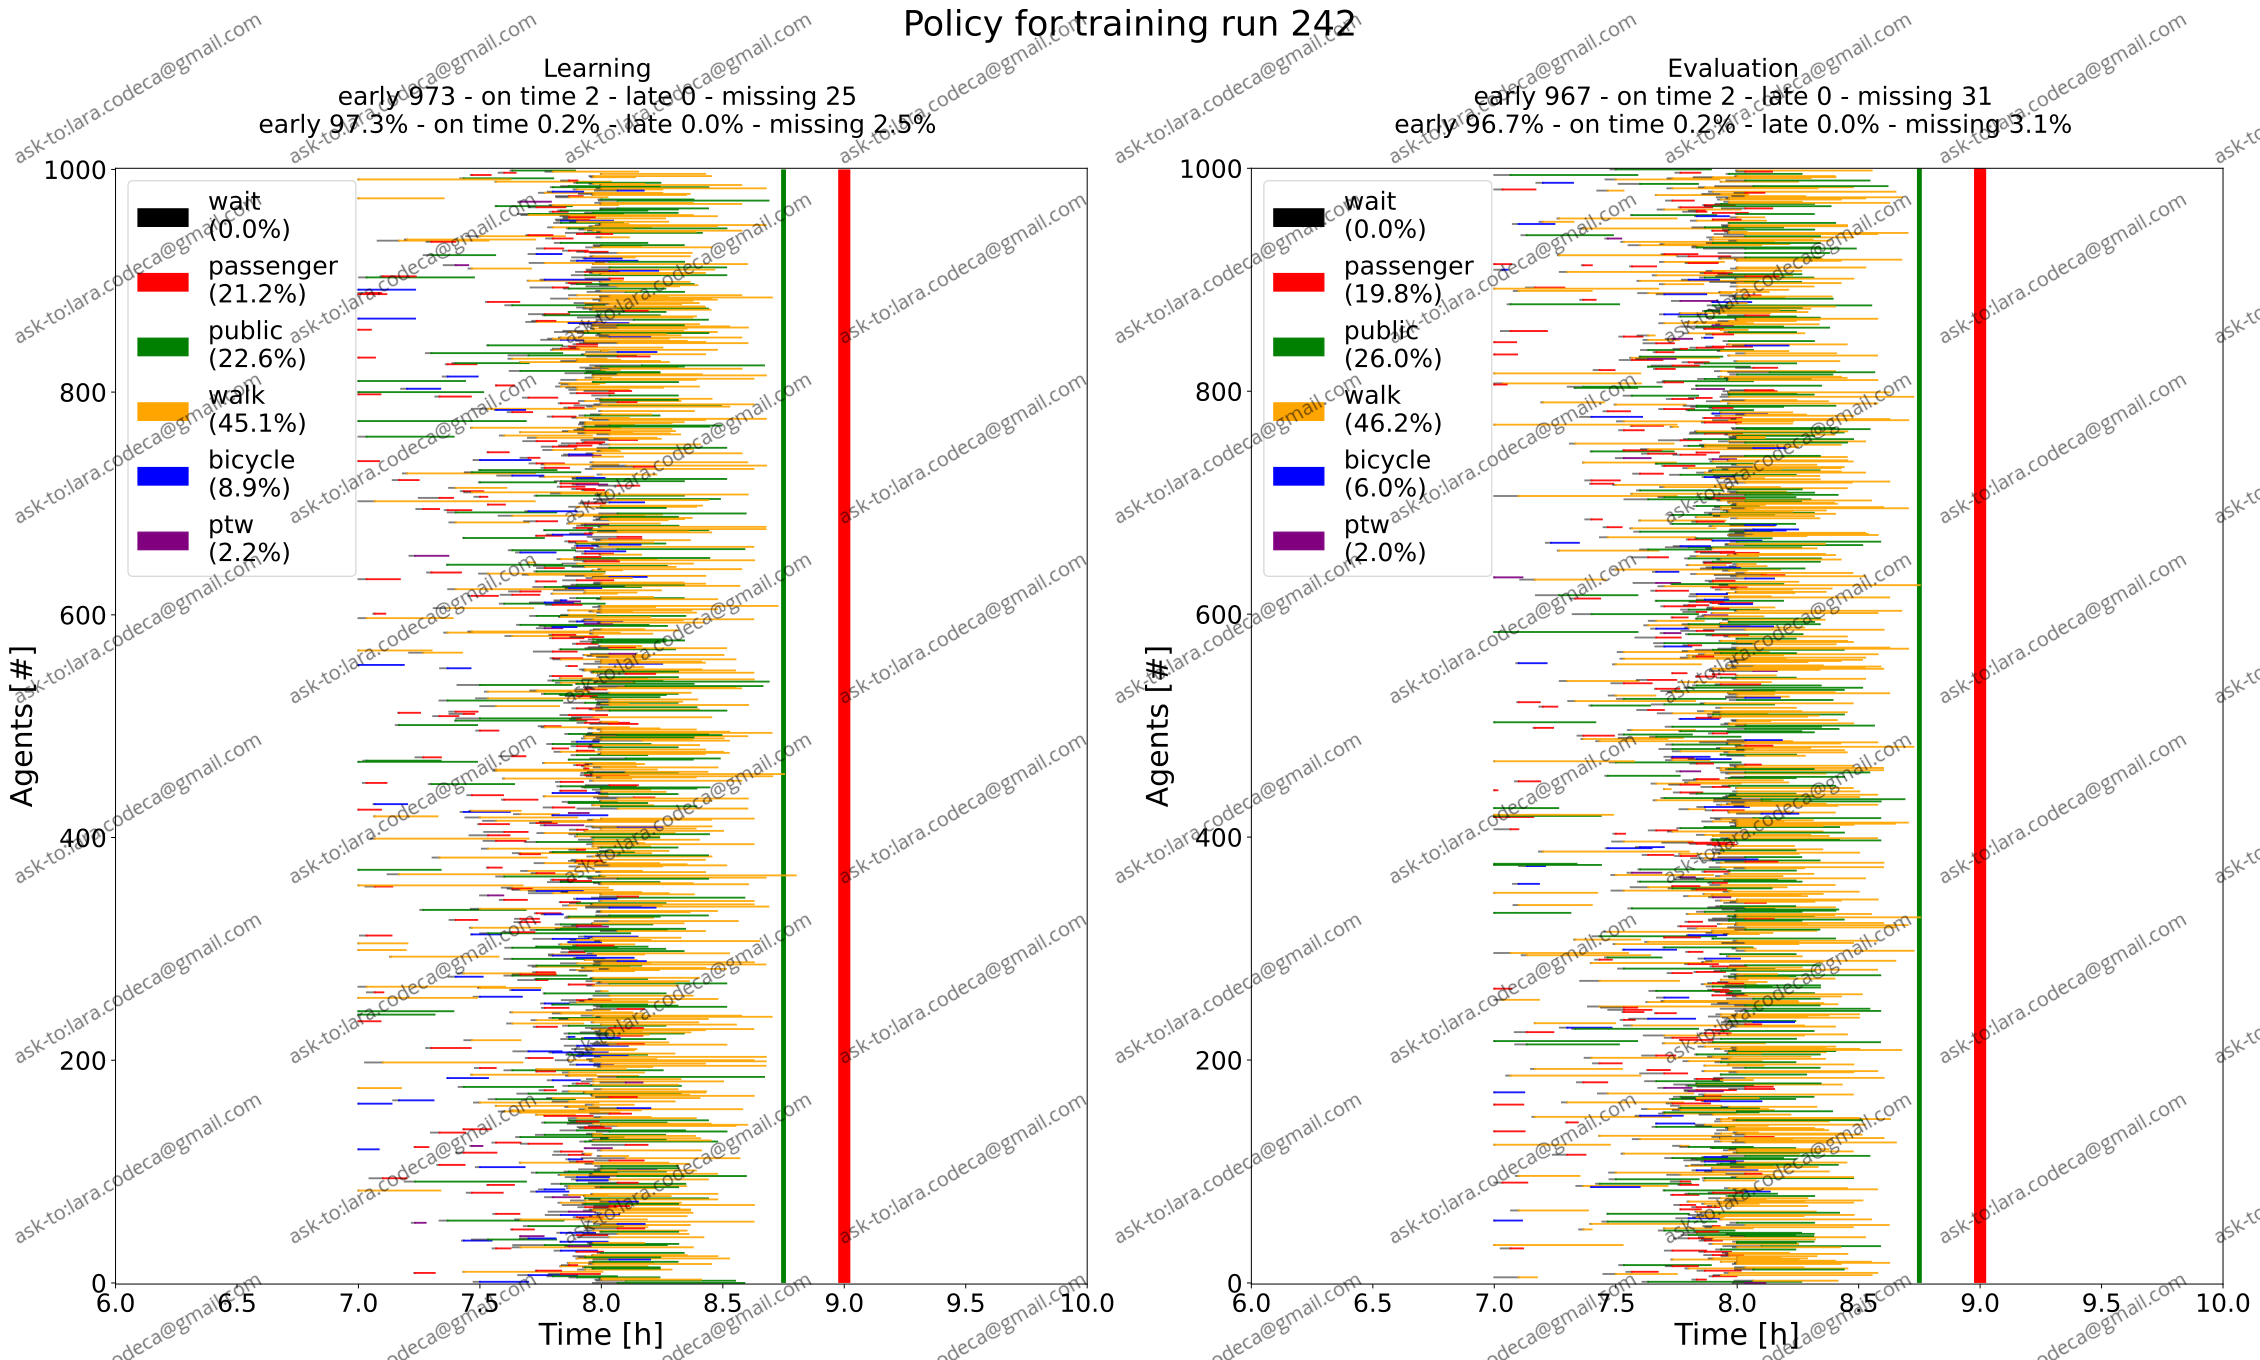 Policy for training run 242
Learning
early 973 - on time 2 - late 0 - missing 25
early 97.3% - on time 0.2% - late 0.0% - missing 2.5%
1000
800
600
400
200
0
Agents [#]
wait
(0.0%)
passenger
(21.2%)
public
(22.6%)
walk
(45.1%)
bicycle
(8.9%)
ptw
(2.2%)
6.0 6.5 7.0 7.5 8.0 8.5 9.0 9.5 10.0
Time [h]
Evaluation
early 967 - on time 2 - late 0 - missing 31
early 96.7% - on time 0.2% - late 0.0% - missing 3.1%
1000
800
600
400
200
0
Agents [#]
wait
(0.0%)
passenger
(19.8%)
public
(26.0%)
walk
(46.2%)
bicycle
(6.0%)
ptw
(2.0%)
6.0 6.5 7.0 7.5 8.0 8.5 9.0 9.5 10.0
Time [h]
ask-to:lara.codeca@gmail.com